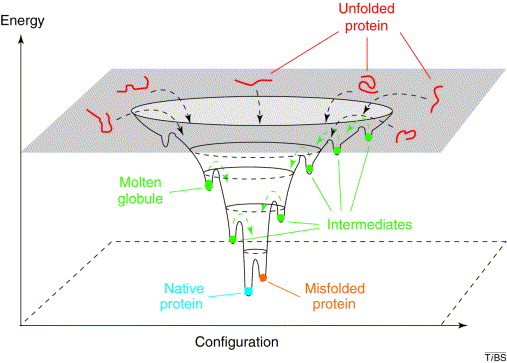 Unfolded
protein
Energy
Molten
globule
Intermediates
Native
protein
Misfolded
protein
Configuration
TiBS